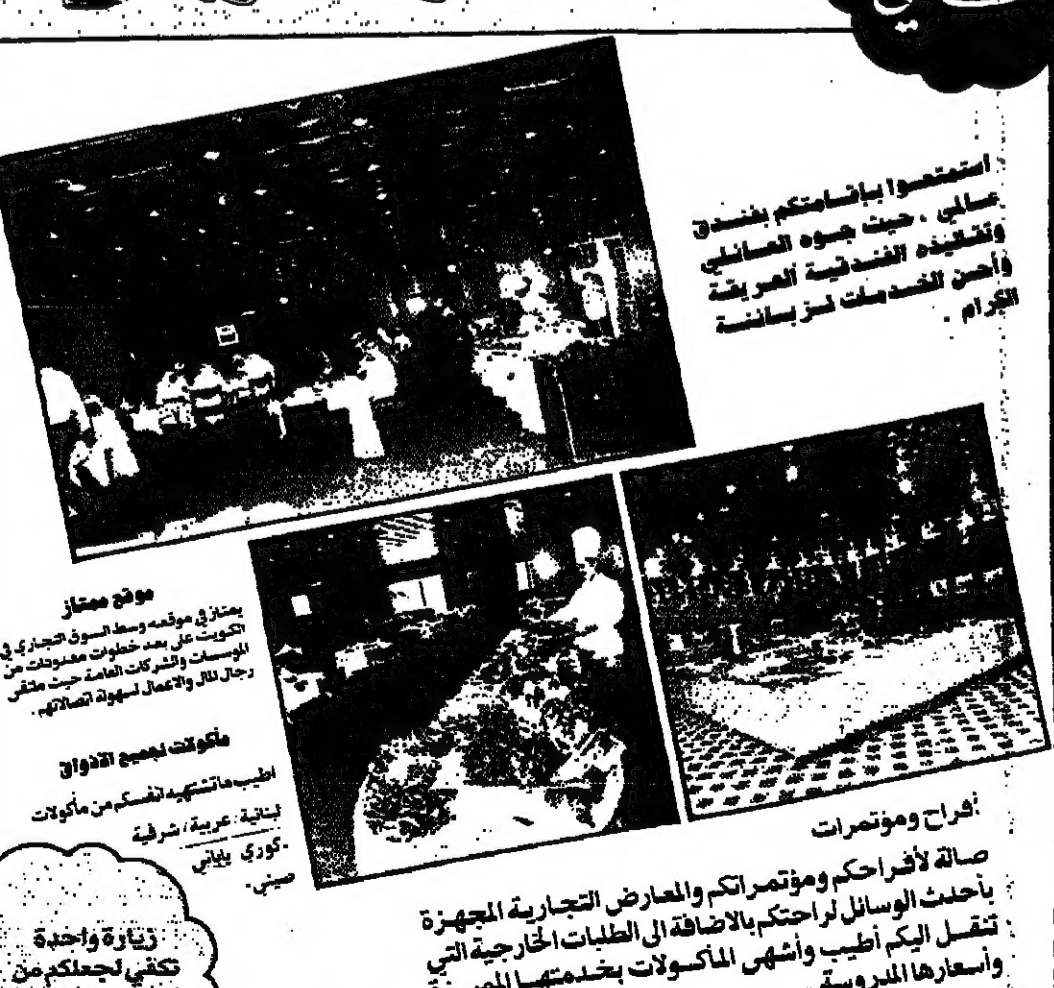 استمتعوا بإقامتكم بفندق
عالمي ، حيث جوه العائلي
وتقاليده الفندقية العريقة
وأحسن الخدمات لزبائننا
الكرام .
موقع ممتاز
يمتاز في موقعه وسط السوق التجاري في
الكويت على بعد خطوات معدودات من
المؤسسات والشركات العامة حيث ملتقى
رجال المال والاعمال لسهولة اتصالاتهم .
مأكولات لجميع الاذواق
اطيب ما تشتهيه انفسكم من مأكولات
لبنانية : عربية / شرقية
- كوري ياباني
صيني -
أفراح ومؤتمرات
صالة لأفراحكم ومؤتمراتكم والمعارض التجارية المجهزة
بأحدث الوسائل لراحتكم بالاضافة الى الطلبات الخارجية التي
تنقل اليكم أطيب وأشهى المأكولات بخدمتها
وأسعارها المدروسة
زيارة واحدة
تكفي لجعلكم من